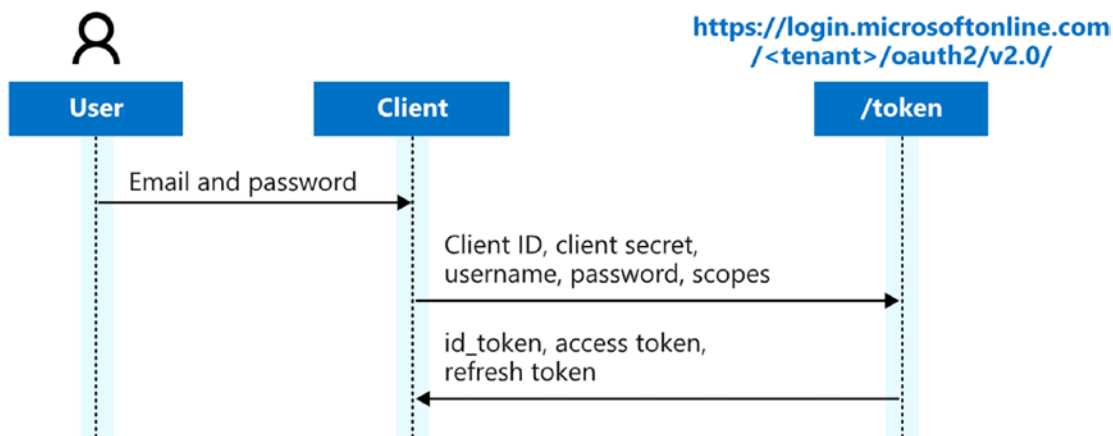 https://login.microsoftonline.com
/<tenant>/oauth2/v2.0/
User
Client
/token
Email and password
Client ID, client secret,
username, password, scopes
id_token, access token,
refresh token